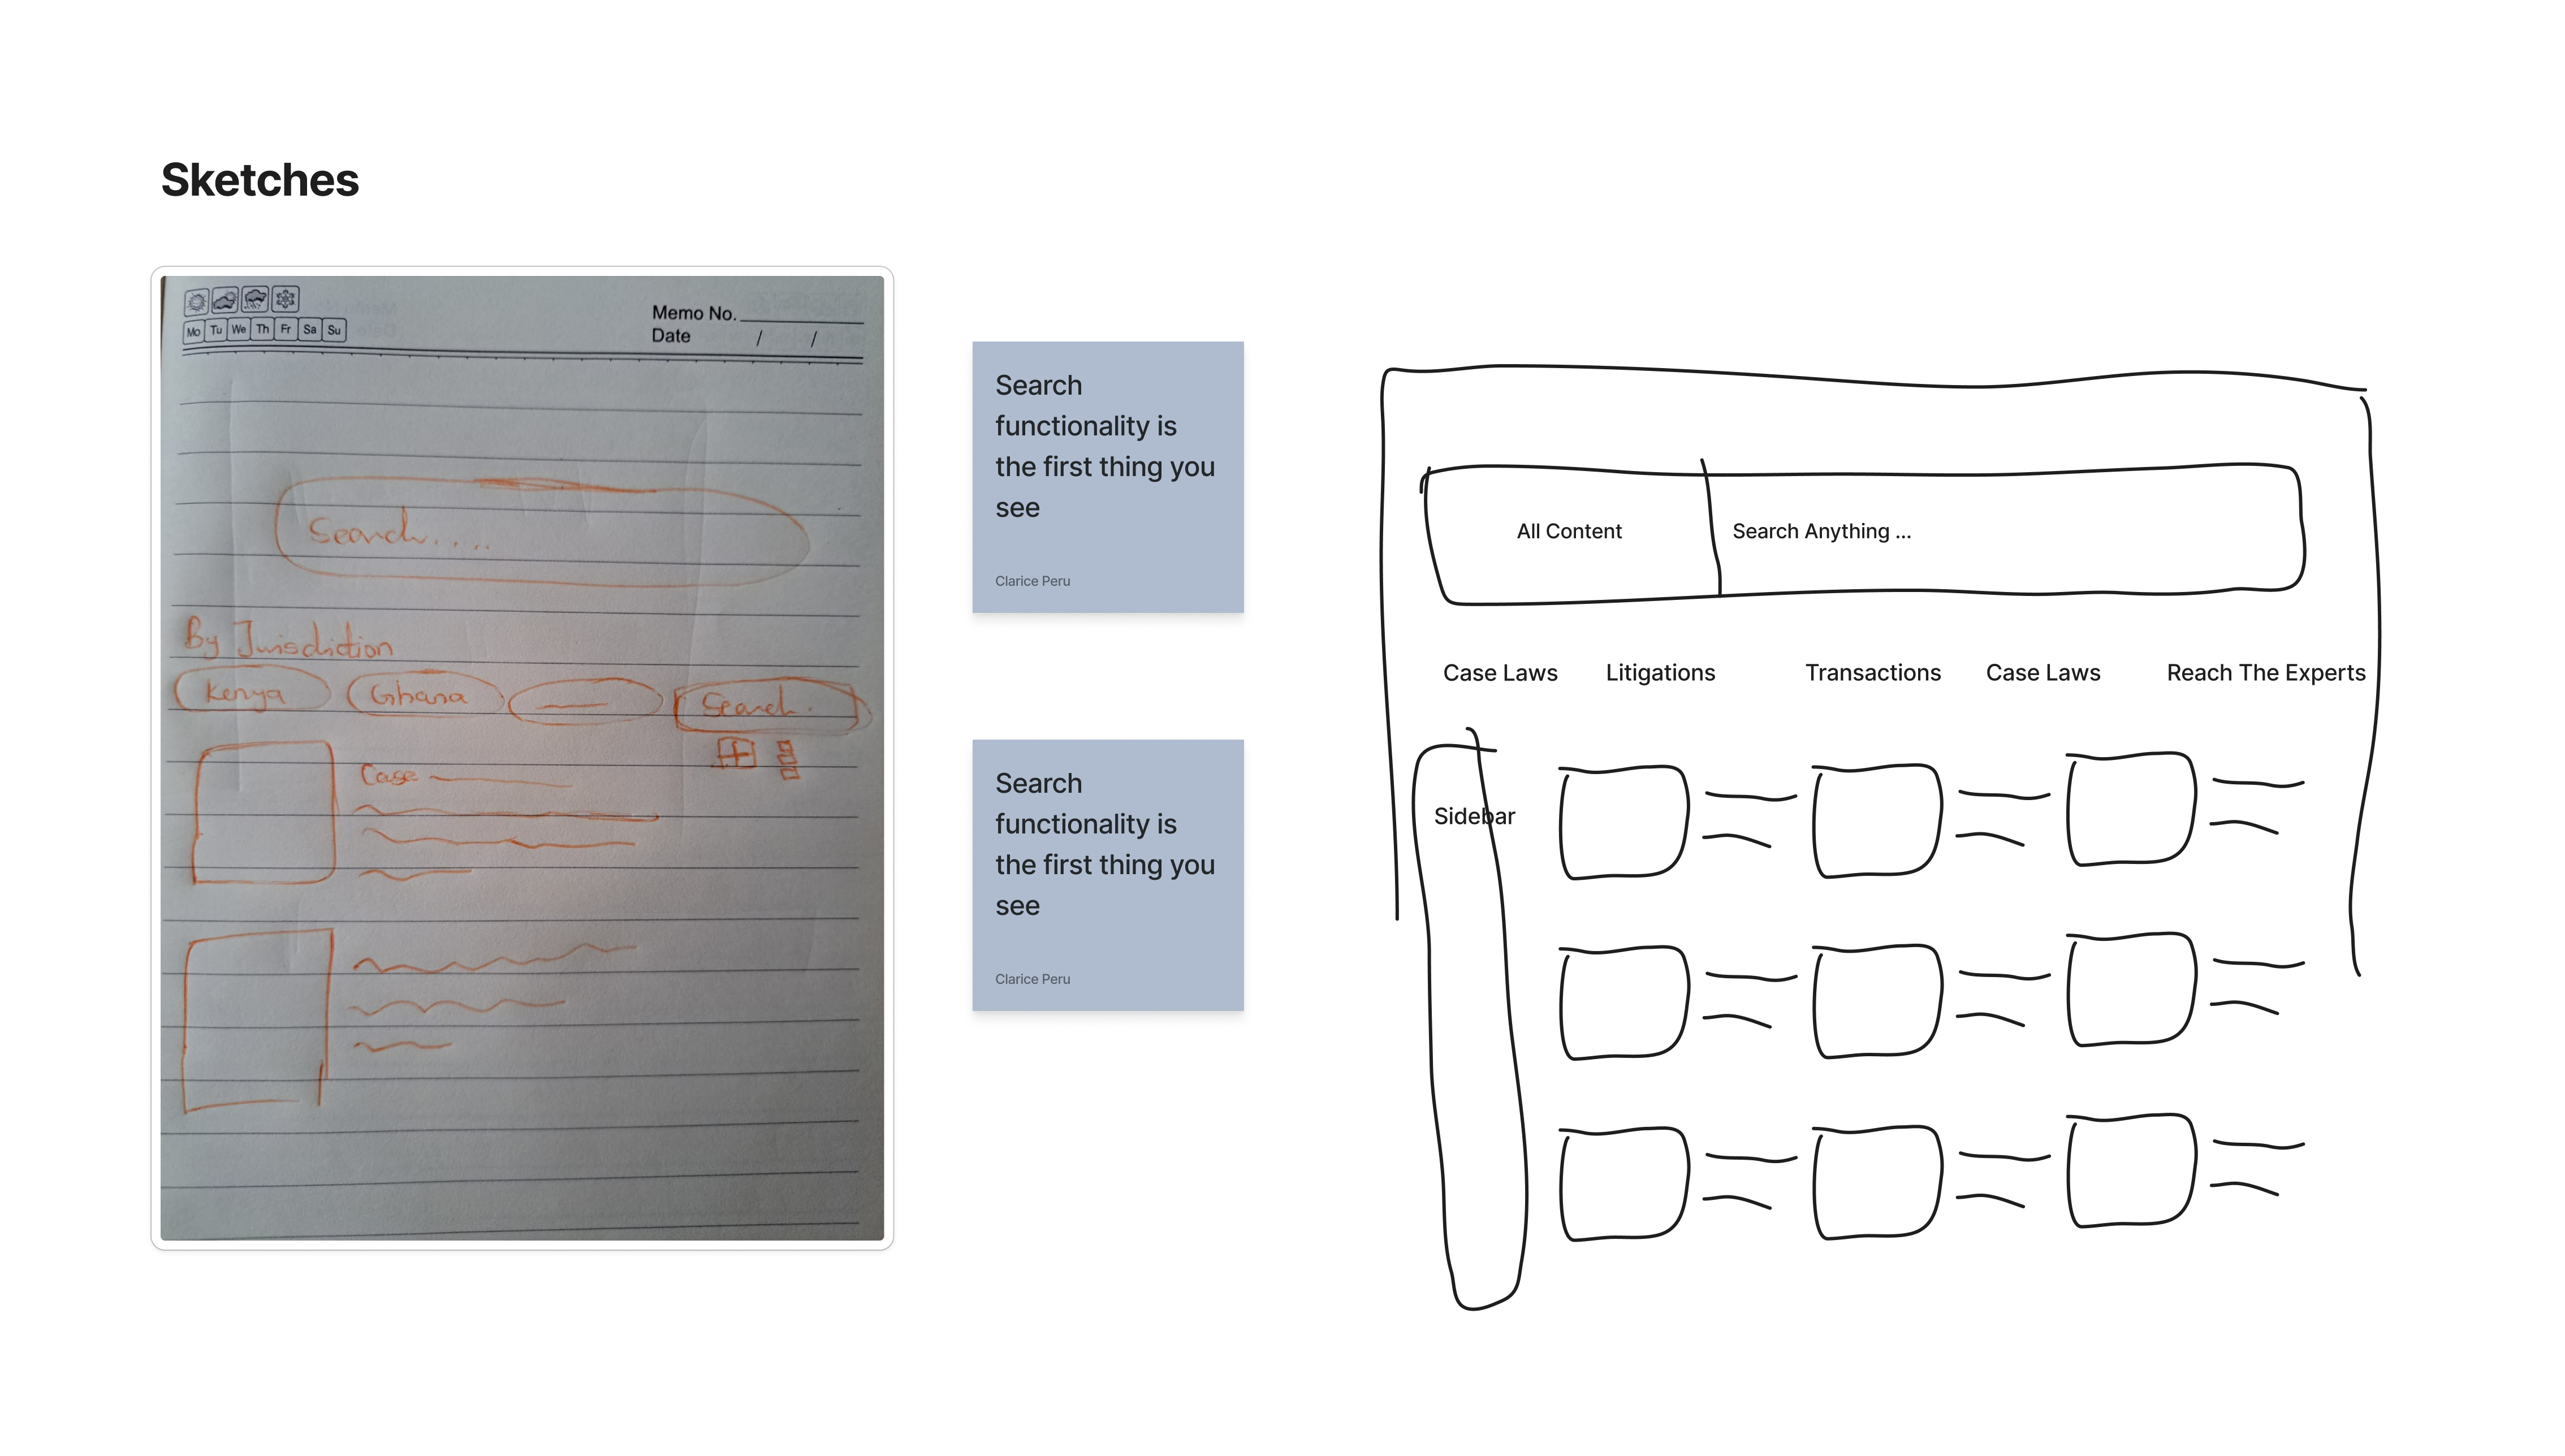 Sketches
Mo Tu We Th Fr Sa Su
Memo No.
Date / /
Search.....
By Jurisdiction
Kenya Ghana Search.
Case
Search
functionality is
the first thing you
see
Clarice Peru
Search
functionality is
the first thing you
see
Clarice Peru
All Content Search Anything ...
Case Laws Litigations Transactions Case Laws Reach The Experts
Sidebar